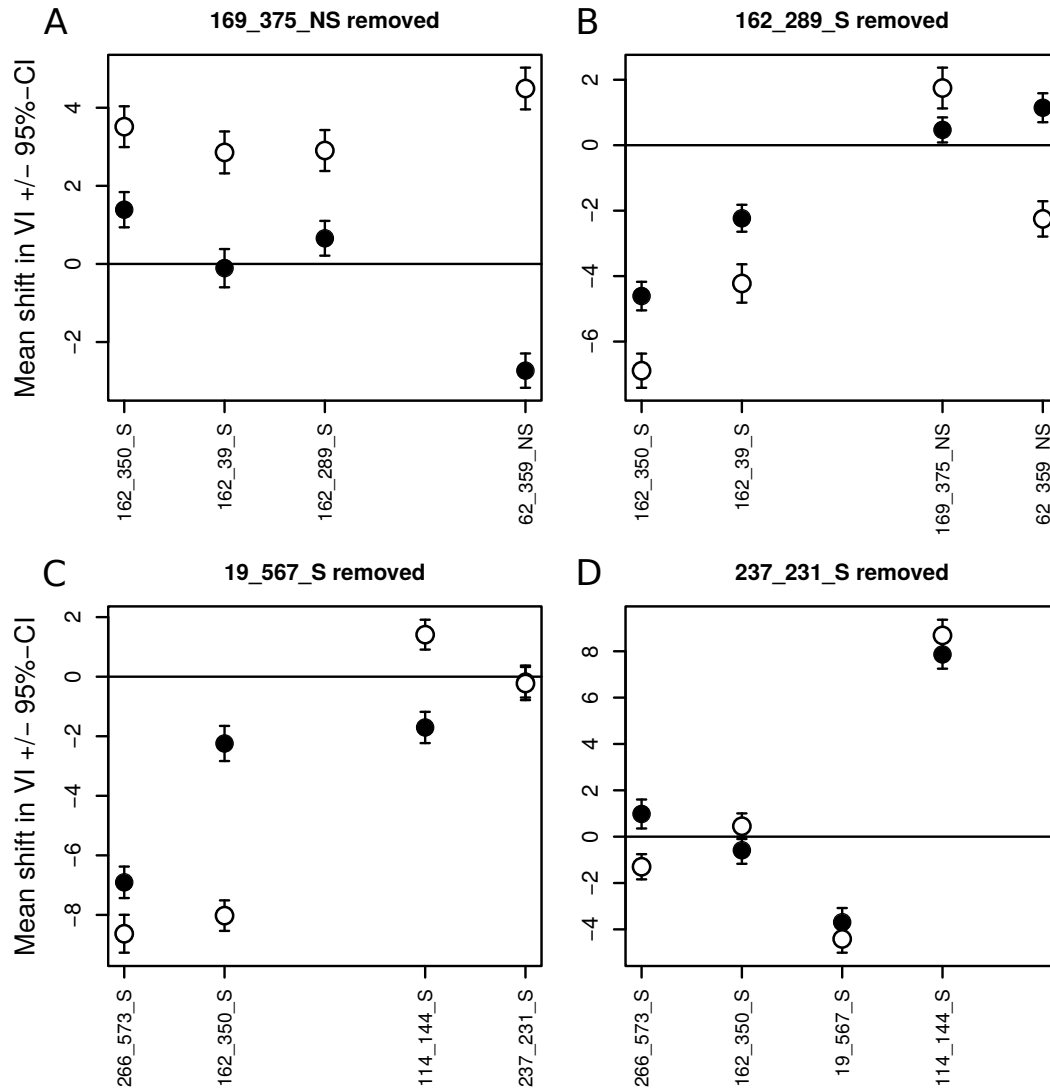 A
169_375_NS removed
Mean shift in VI +/− 95%−CI
4
2
0
−2
162_350_S
162_39_S
162_289_S
62_359_NS
B
162_289_S removed
2
0
−2
−4
−6
162_350_S
162_39_S
169_375_NS
62_359_NS
C
19_567_S removed
Mean shift in VI +/− 95%−CI
2
0
−2
−4
−6
−8
266_573_S
162_350_S
114_144_S
237_231_S
D
237_231_S removed
8
6
4
2
0
−2
−4
266_573_S
162_350_S
19_567_S
114_144_S